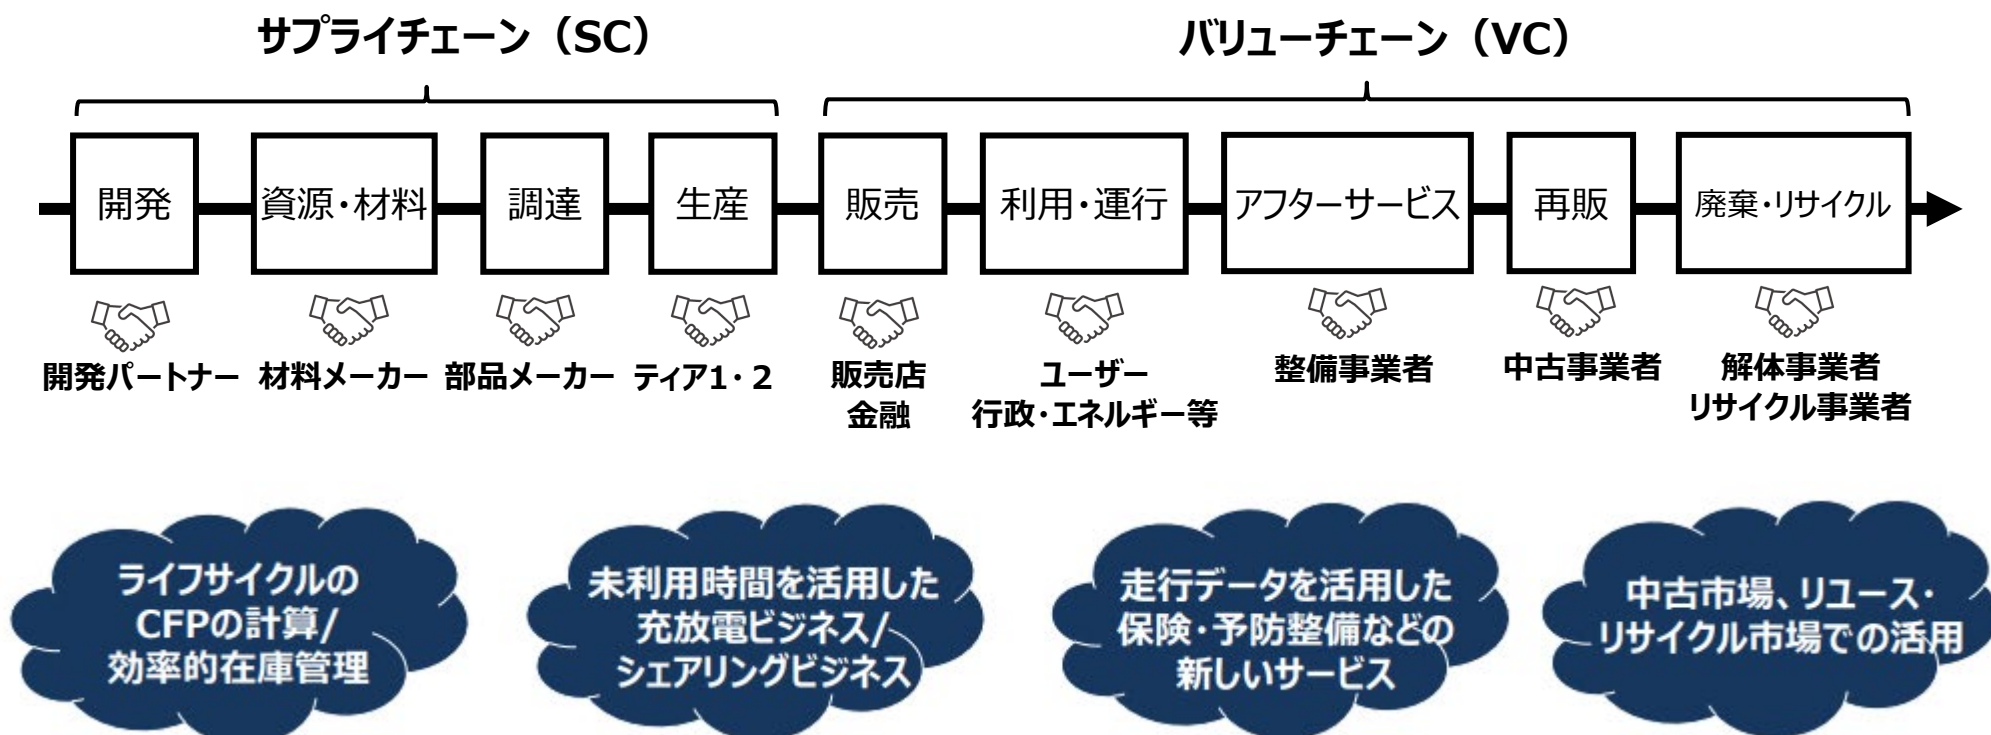 サプライチェーン（SC）
バリューチェーン（VC）
開発
資源・材料
調達
生産
販売
利用・運行
アフターサービス
再販
廃棄・リサイクル
開発パートナー
材料メーカー
部品メーカー
ティア1・2
販売店
金融
ユーザー
行政・エネルギー等
整備事業者
中古事業者
解体事業者
リサイクル事業者
ライフサイクルの
CFPの計算/
効率的在庫管理
未利用時間を活用した
充放電ビジネス/
シェアリングビジネス
走行データを活用した
保険・予防整備などの
新しいサービス
中古市場、リユース・
リサイクル市場での活用